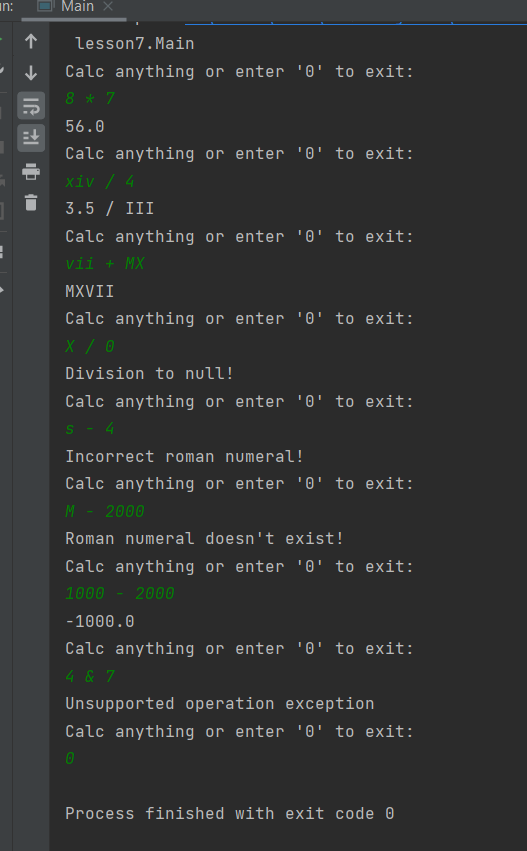 un: Main
lesson7.Main
Calc anything or enter '0' to exit:
8 * 7
56.0
Calc anything or enter '0' to exit:
xiv / 4
3.5 / III
Calc anything or enter '0' to exit:
vii + MX
MXVII
Calc anything or enter '0' to exit:
X / 0
Division to null!
Calc anything or enter '0' to exit:
s - 4
Incorrect roman numeral!
Calc anything or enter '0' to exit:
M - 2000
Roman numeral doesn't exist!
Calc anything or enter '0' to exit:
1000 - 2000
-1000.0
Calc anything or enter '0' to exit:
4 & 7
Unsupported operation exception
Calc anything or enter '0' to exit:
0
Process finished with exit code 0